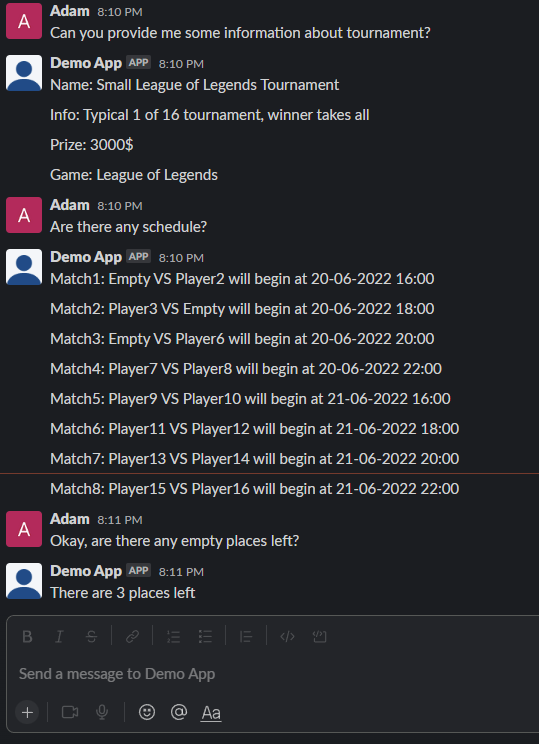 A
Adam 8:10 PM
Can you provide me some information about tournament?
Demo App APP 8:10 PM
Name: Small League of Legends Tournament
Info: Typical 1 of 16 tournament, winner takes all
Prize: 3000$
Game: League of Legends
A
Adam 8:10 PM
Are there any schedule?
Demo App APP 8:10 PM
Match1: Empty VS Player2 will begin at 20-06-2022 16:00
Match2: Player3 VS Empty will begin at 20-06-2022 18:00
Match3: Empty VS Player6 will begin at 20-06-2022 20:00
Match4: Player7 VS Player8 will begin at 20-06-2022 22:00
Match5: Player9 VS Player10 will begin at 21-06-2022 16:00
Match6: Player11 VS Player12 will begin at 21-06-2022 18:00
Match7: Player13 VS Player14 will begin at 21-06-2022 20:00
Match8: Player15 VS Player16 will begin at 21-06-2022 22:00
A
Adam 8:11 PM
Okay, are there any empty places left?
Demo App APP 8:11 PM
There are 3 places left
B I S
Send a message to Demo App
+ @ Aa